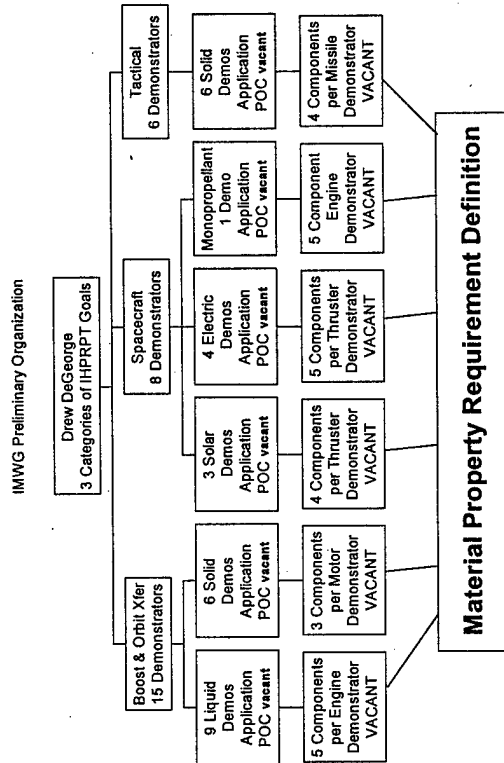 IMWG Preliminary Organization
Drew DeGeorge
3 Categories of IHPRPT Goals
Boost & Orbit Xfer
15 Demonstrators
Spacecraft
8 Demonstrators
Tactical
6 Demonstrators
9 Liquid
Demos
Application
POC vacant
6 Solid
Demos
Application
POC vacant
3 Solar
Demos
Application
POC vacant
4 Electric
Demos
Application
POC vacant
Monopropellant
1 Demo
Application
POC vacant
6 Solid
Demos
Application
POC vacant
5 Components
per Engine
Demonstrator
VACANT
3 Components
per Motor
Demonstrator
VACANT
4 Components
per Thruster
Demonstrator
VACANT
5 Components
per Thruster
Demonstrator
VACANT
5 Component
Engine
Demonstrator
VACANT
4 Components
per Missile
Demonstrator
VACANT
Material Property Requirement Definition